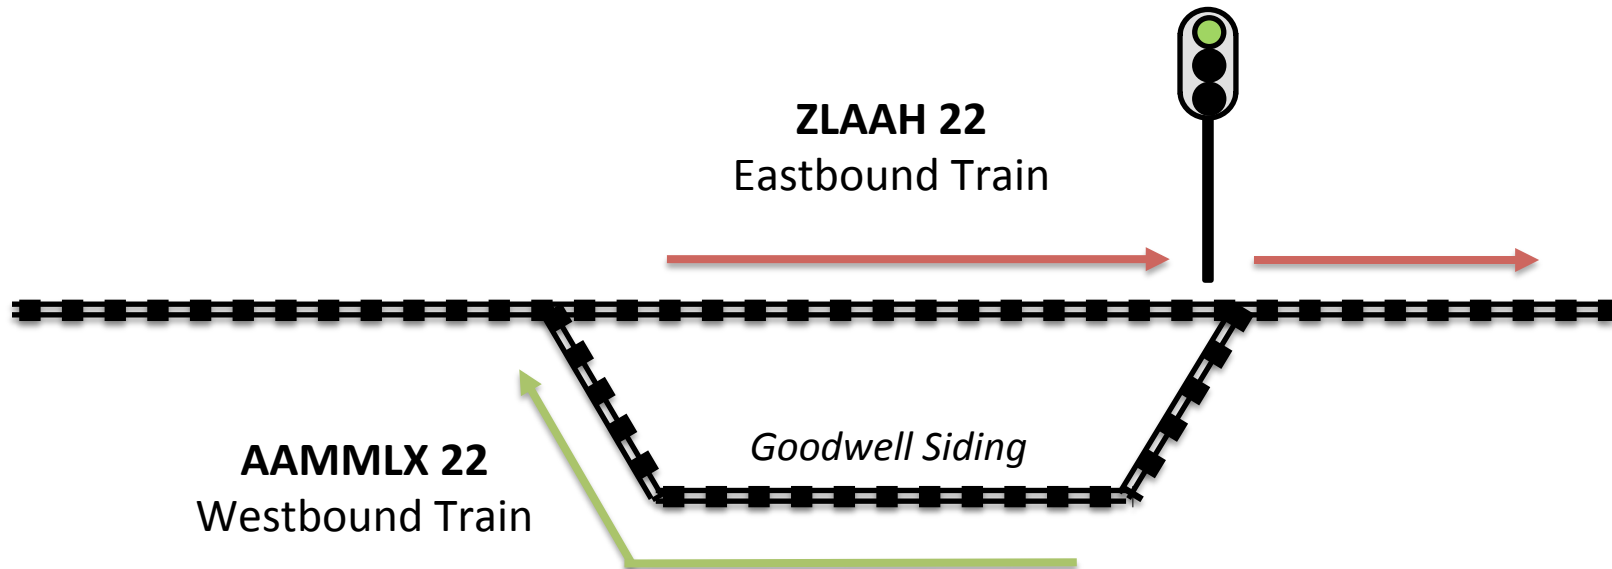 ZLAAH 22
Eastbound Train
Goodwell Siding
AAMMLX 22
Westbound Train